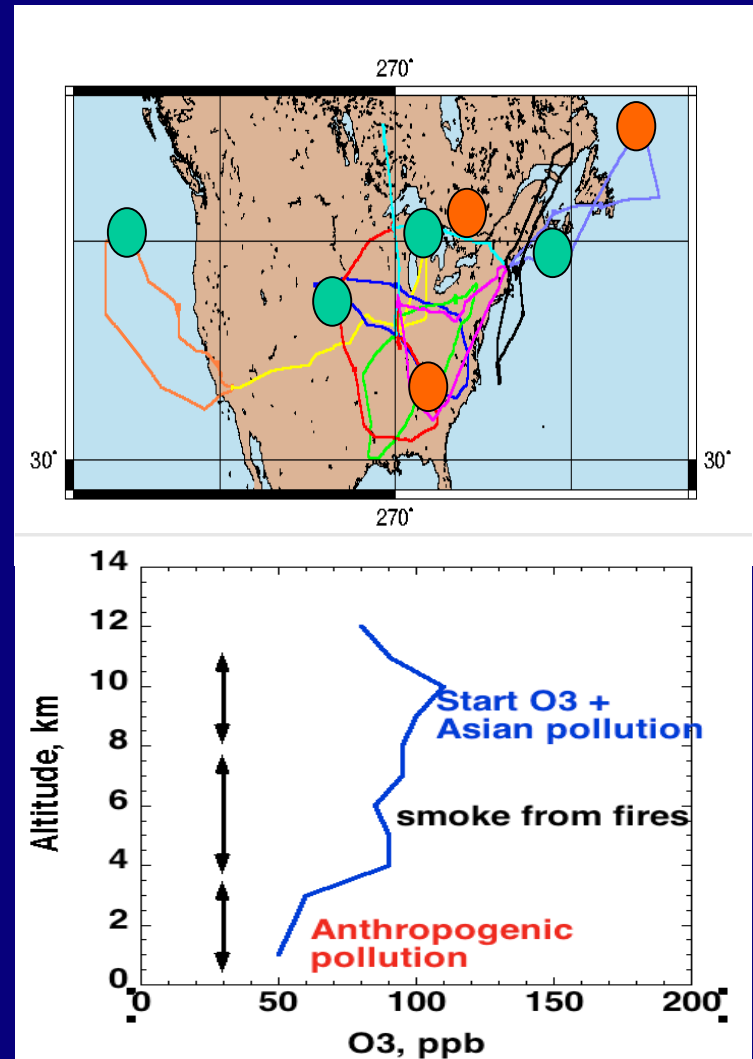 270°
30°
30°
270°
14
12
10
8
6
4
2
0
Altitude, km
Start O3 +
Asian pollution
smoke from fires
Anthropogenic
pollution
0
50
100
150
200
O3, ppb